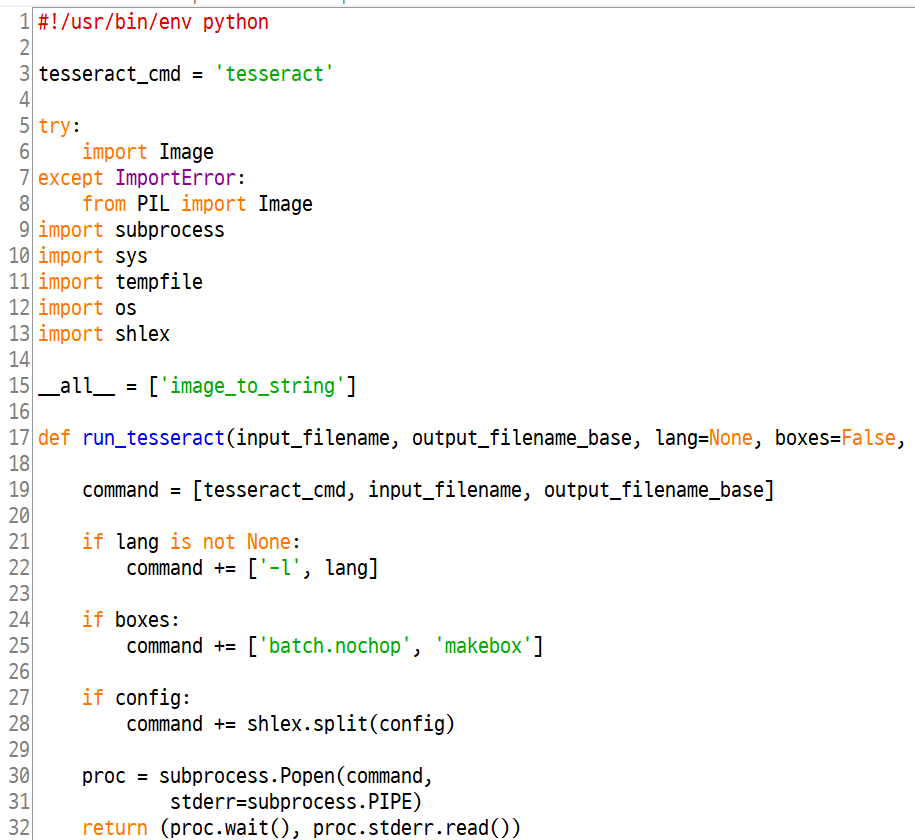 1 #!/usr/bin/env python
2
3 tesseract_cmd = 'tesseract'
4
5 try:
6     import Image
7 except ImportError:
8     from PIL import Image
9 import subprocess
10 import sys
11 import tempfile
12 import os
13 import shlex
14
15 __all__ = ['image_to_string']
16
17 def run_tesseract(input_filename, output_filename_base, lang=None, boxes=False,
18
19     command = [tesseract_cmd, input_filename, output_filename_base]
20
21     if lang is not None:
22         command += ['-l', lang]
23
24     if boxes:
25         command += ['batch.nochop', 'makebox']
26
27     if config:
28         command += shlex.split(config)
29
30     proc = subprocess.Popen(command,
31             stderr=subprocess.PIPE)
32     return (proc.wait(), proc.stderr.read())